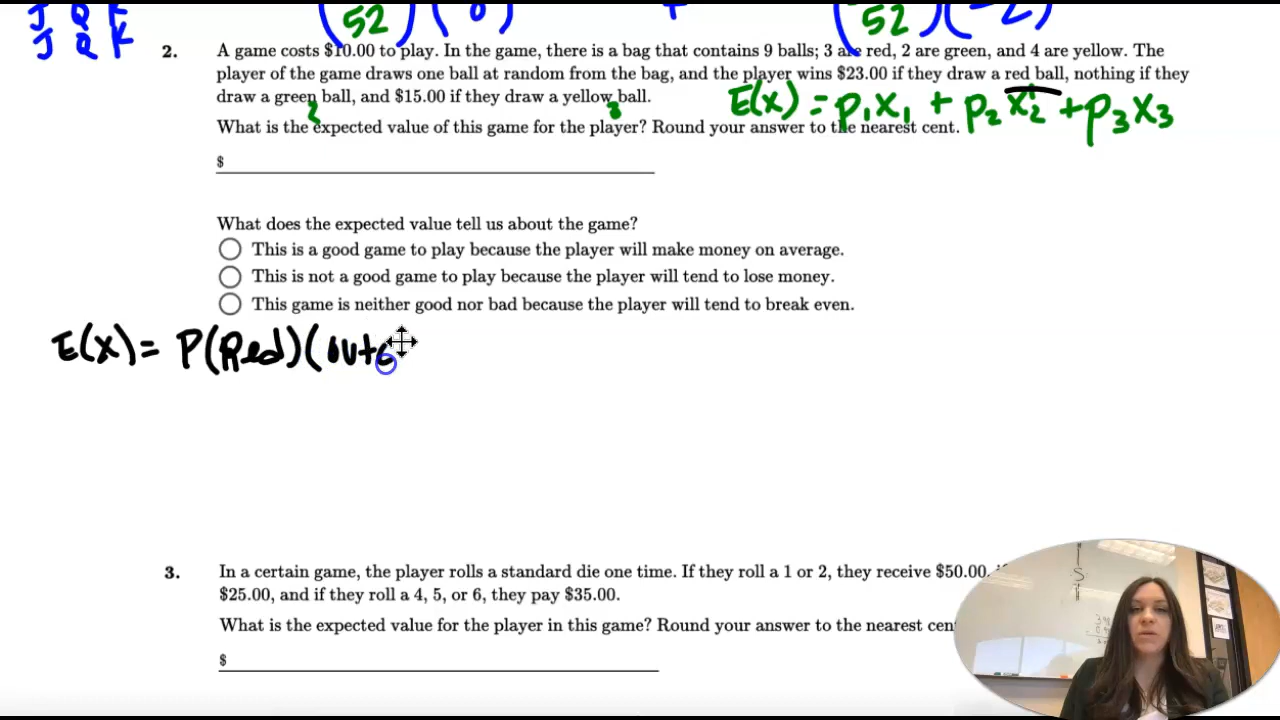 J Q K
J Q K
(52)(0) + (52)(-2)
2. A game costs $10.00 to play. In the game, there is a bag that contains 9 balls; 3 are red, 2 are green, and 4 are yellow. The
player of the game draws one ball at random from the bag, and the player wins $23.00 if they draw a red ball, nothing if they
draw a green ball, and $15.00 if they draw a yellow ball.
E(x) = p1x1 + p2x2 + p3x3
2 3
What is the expected value of this game for the player? Round your answer to the nearest cent.
$
What does the expected value tell us about the game?
This is a good game to play because the player will make money on average.
This is not a good game to play because the player will tend to lose money.
This game is neither good nor bad because the player will tend to break even.
E(x) = P(Red)(outc
3. In a certain game, the player rolls a standard die one time. If they roll a 1 or 2, they receive $50.00,
$25.00, and if they roll a 4, 5, or 6, they pay $35.00.
What is the expected value for the player in this game? Round your answer to the nearest cen
$